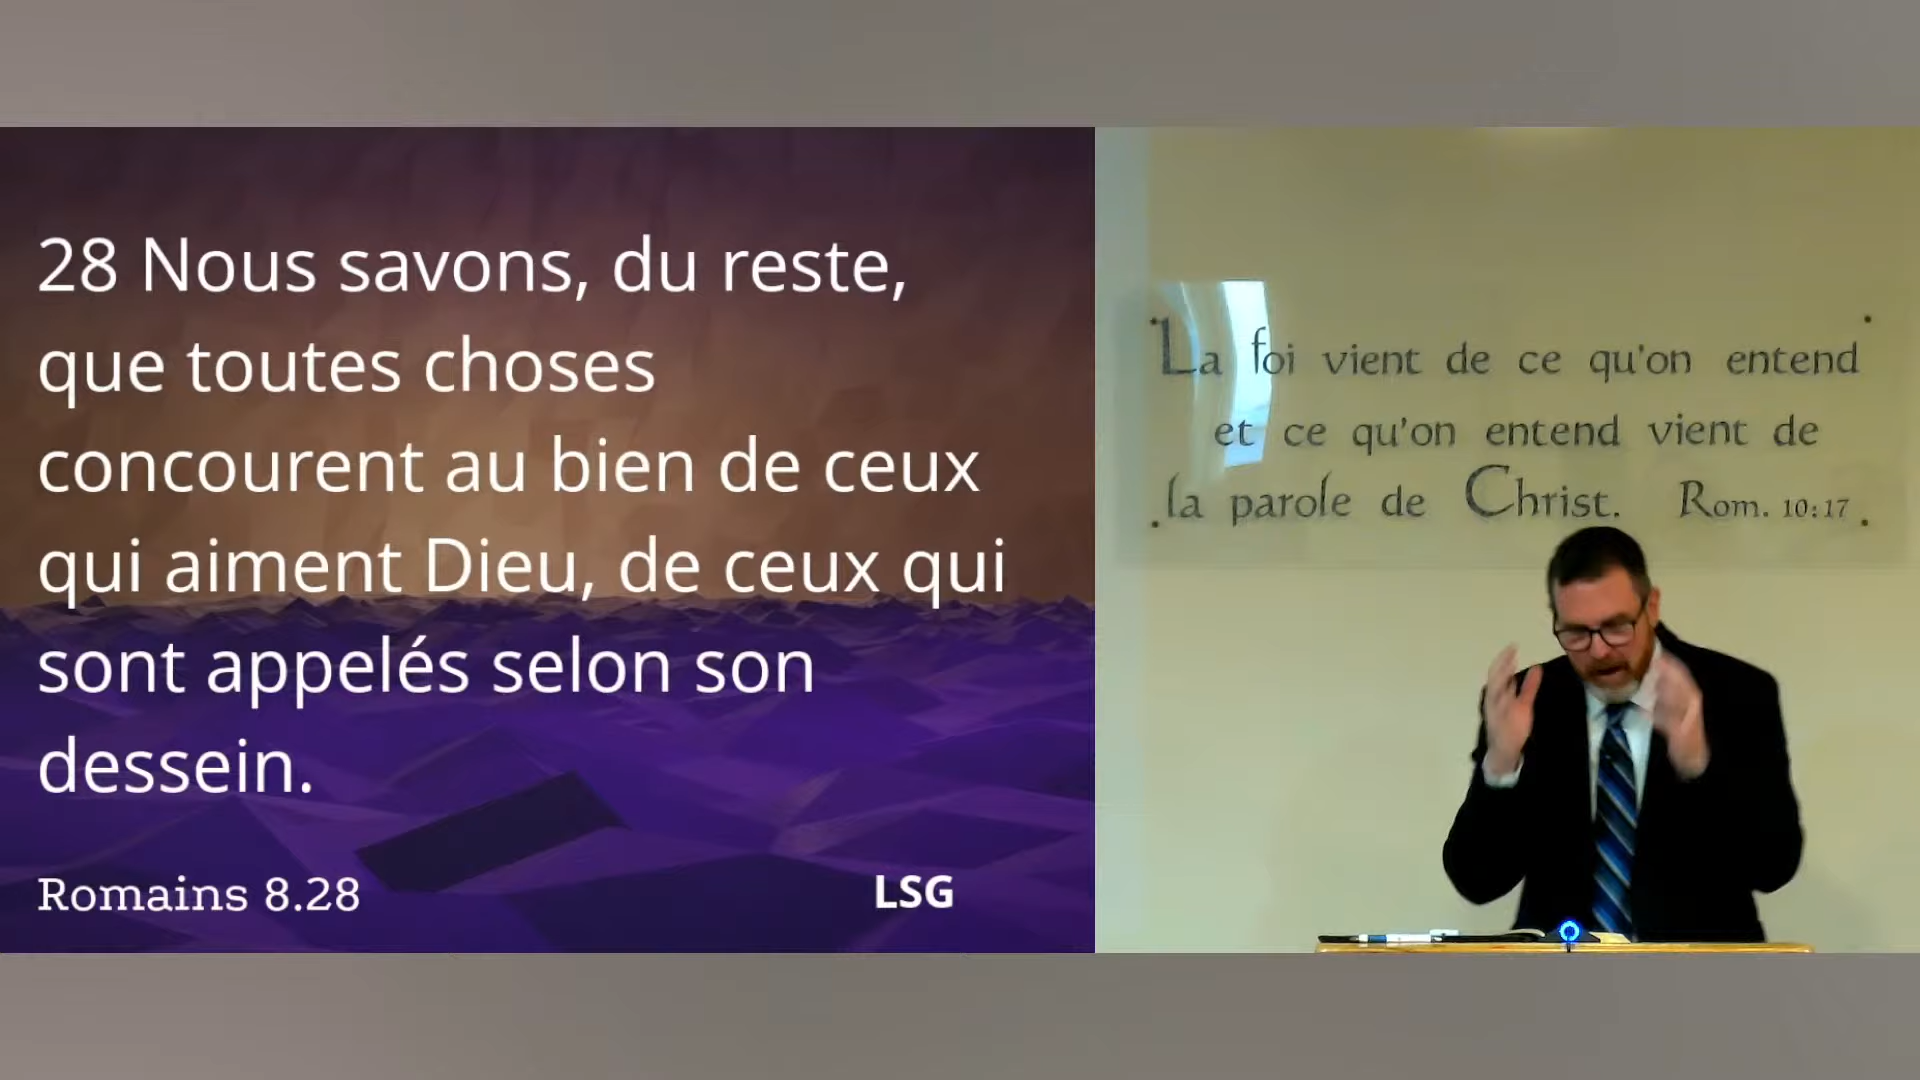 28 Nous savons, du reste,
que toutes choses
concourent au bien de ceux
qui aiment Dieu, de ceux qui
sont appelés selon son
dessein.
Romains 8.28
LSG
La foi vient de ce qu'on entend
et ce qu'on entend vient de
la parole de Christ. Rom. 10:17